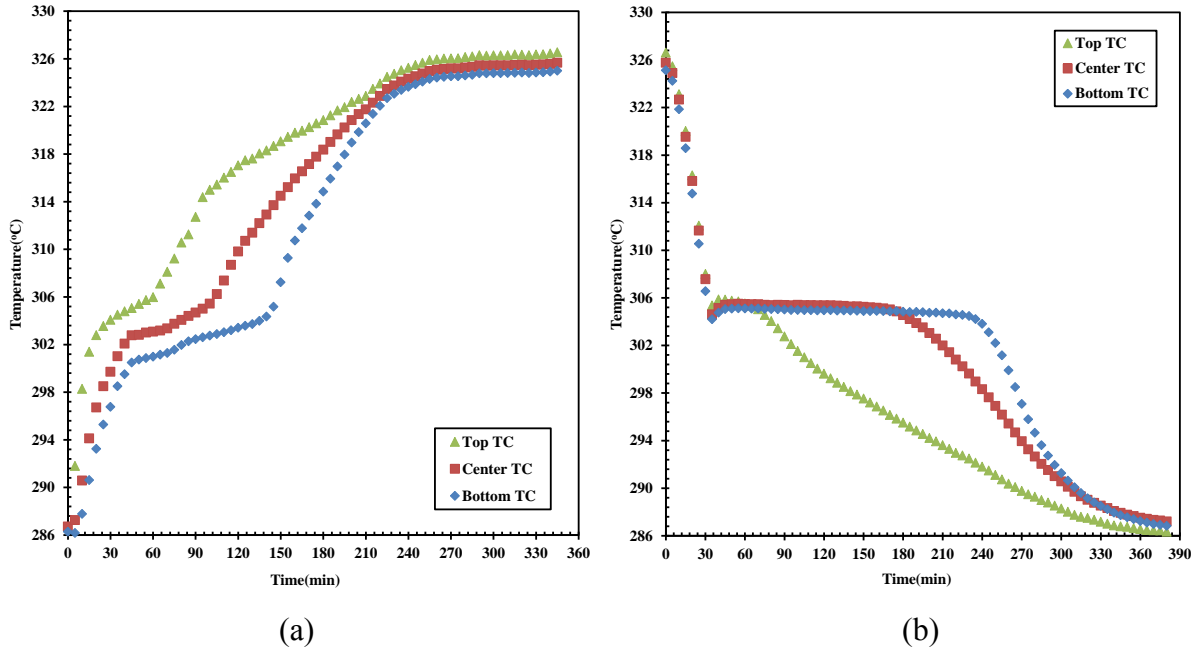 330
326
322
318
314
310
306
302
298
294
290
286
Temperature(°C)
0 30 60 90 120 150 180 210 240 270 300 330 360
Time(min)
Top TC
Center TC
Bottom TC
(a)
330
326
322
318
314
310
306
302
298
294
290
286
Temperature(°C)
0 30 60 90 120 150 180 210 240 270 300 330 360 390
Time(min)
Top TC
Center TC
Bottom TC
(b)